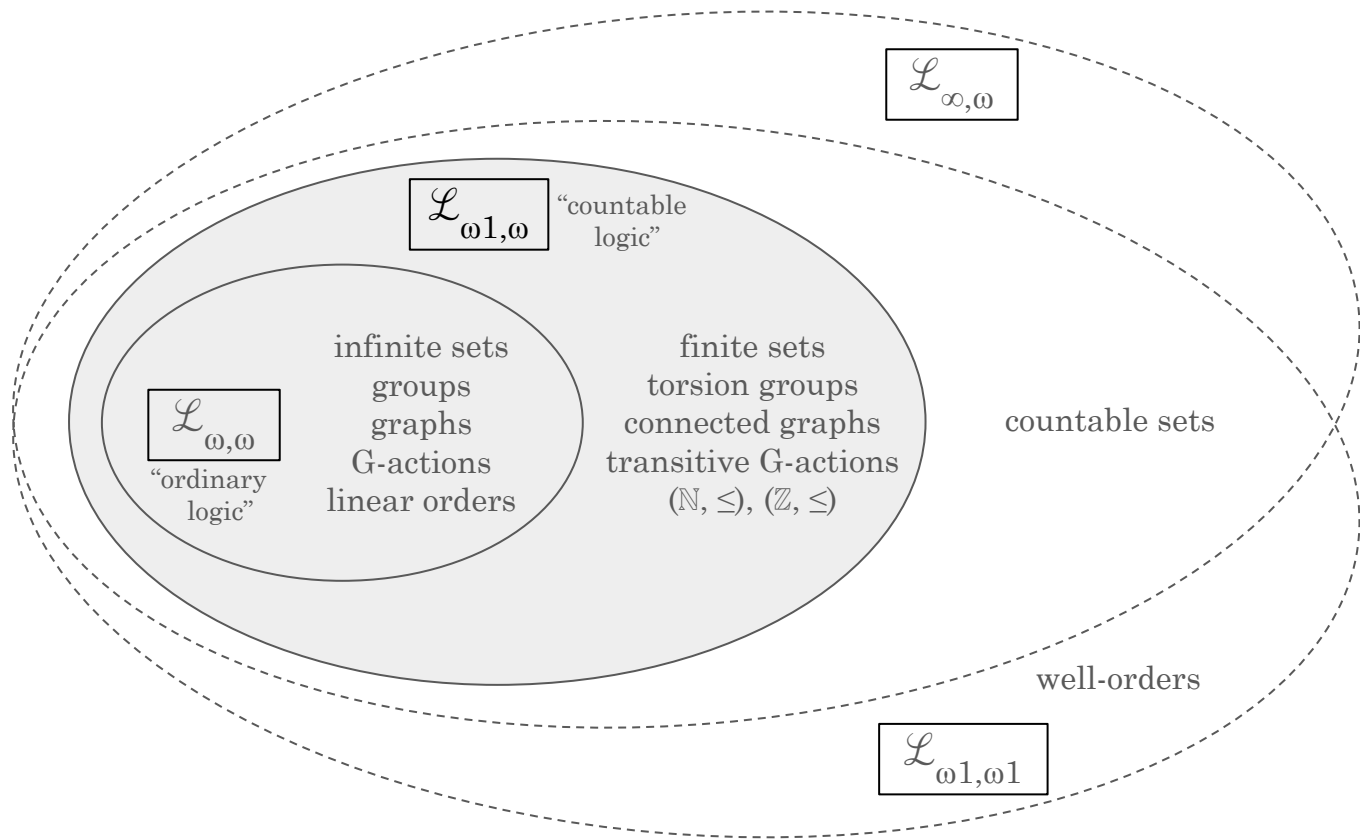 ℒ∞,ω
ℒω1,ω
“countable
logic”
ℒω,ω
“ordinary
logic”
infinite sets
groups
graphs
G-actions
linear orders
finite sets
torsion groups
connected graphs
transitive G-actions
(ℕ, ≤), (ℤ, ≤)
countable sets
well-orders
ℒω1,ω1